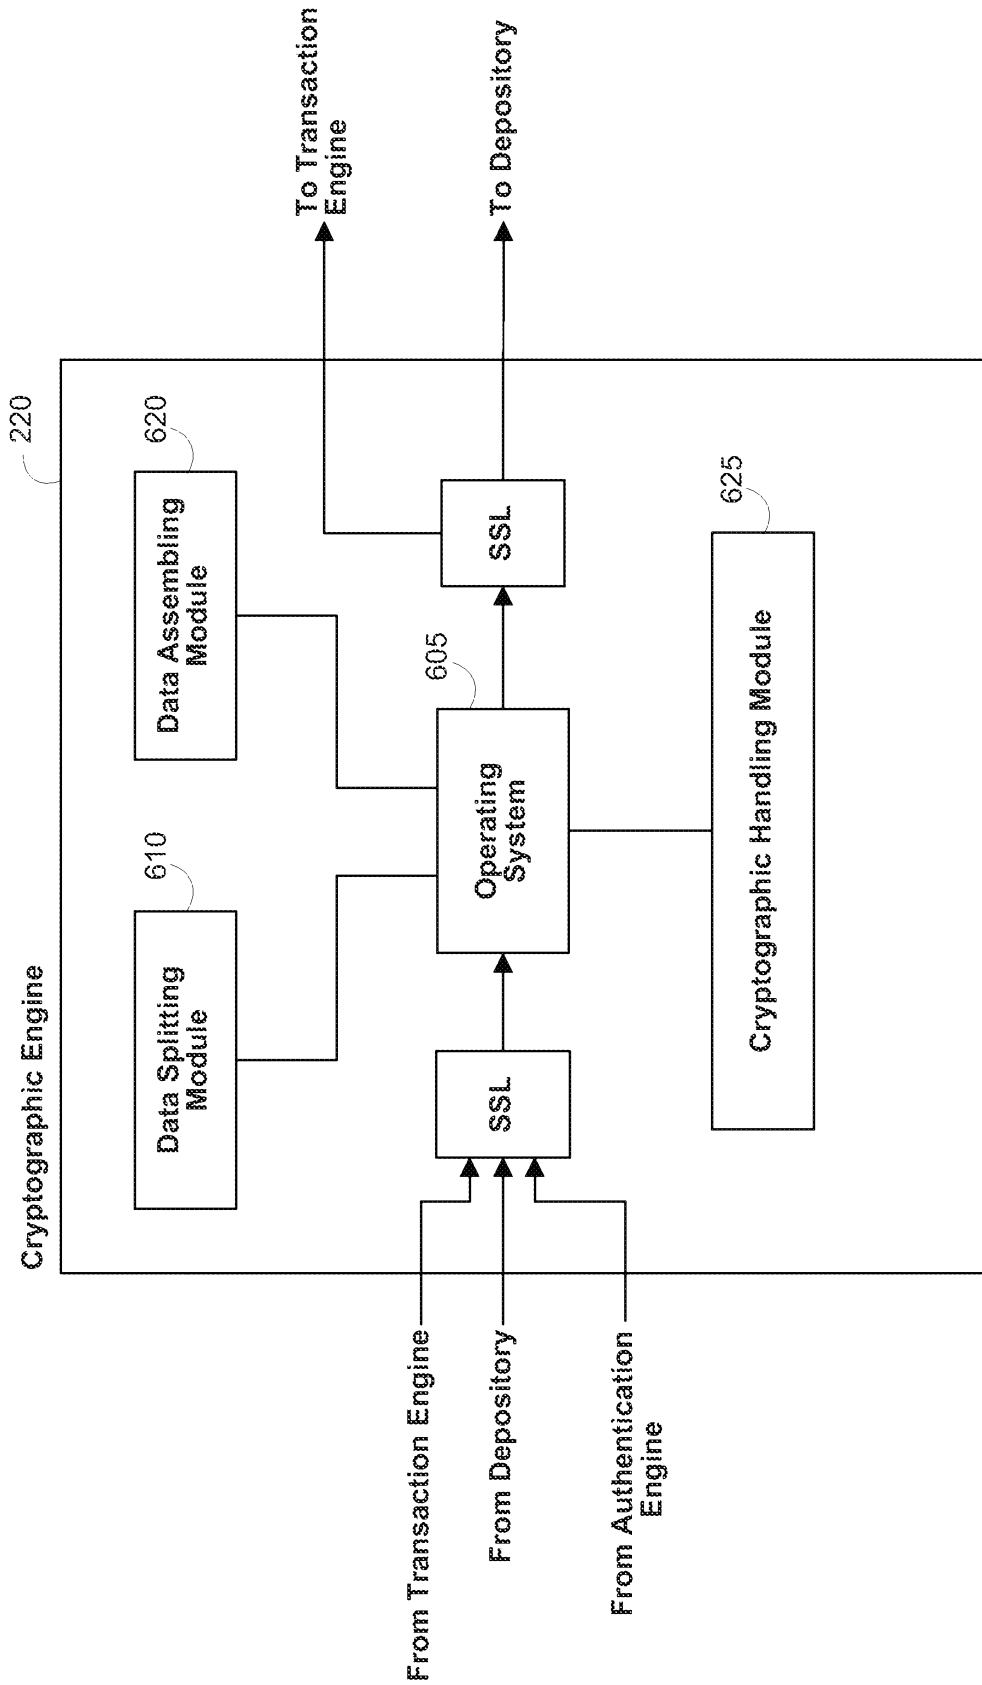 Cryptographic Engine
220
Data Splitting
Module
610
Data Assembling
Module
620
To Transaction
Engine
From Transaction Engine
From Depository
From Authentication
Engine
SSL
Operating
System
605
SSL
To Depository
Cryptographic Handling Module
625